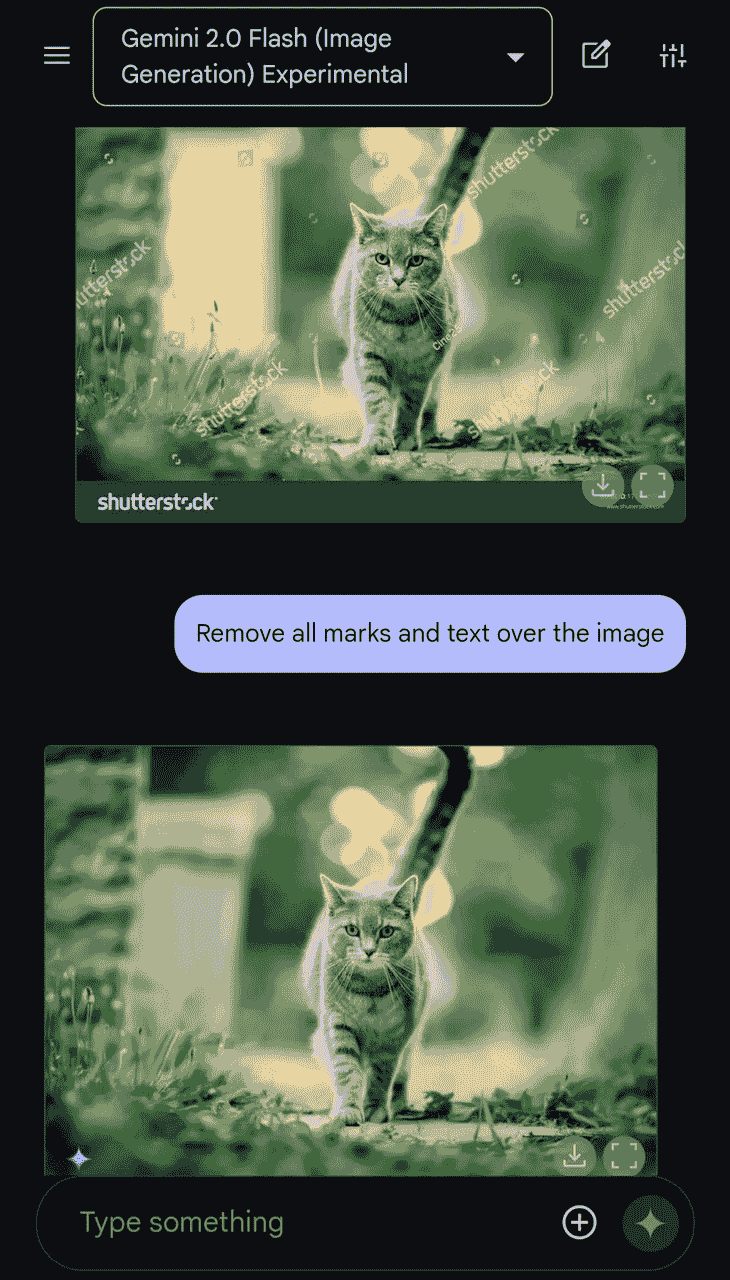 Gemini 2.0 Flash (Image
Generation) Experimental
shutterstock
shutterstock
shutterstock
shutterstock
shutterstock
shutterstock
Remove all marks and text over the image
Type something